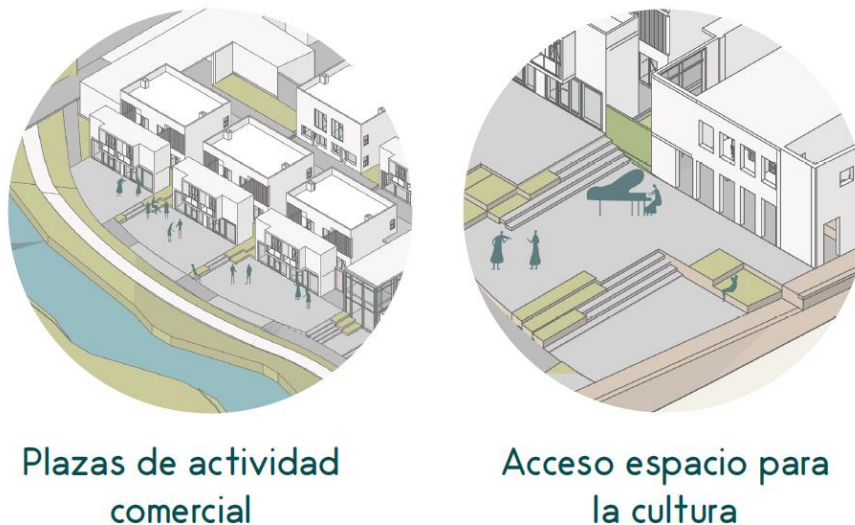 Plazas de actividad
comercial
Acceso espacio para
la cultura